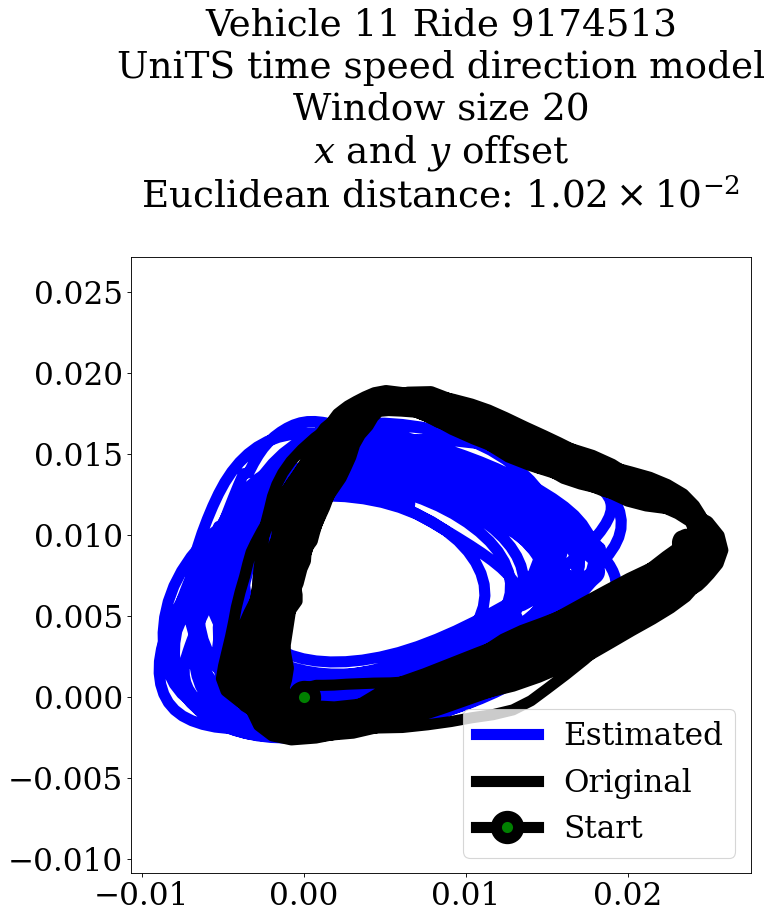 Vehicle 11 Ride 9174513
UniTS time speed direction model
Window size 20
x and y offset
Euclidean distance: 1.02 × 10⁻²
0.025
0.020
0.015
0.010
0.005
0.000
−0.005
−0.010
−0.01 0.00 0.01 0.02
Estimated
Original
Start